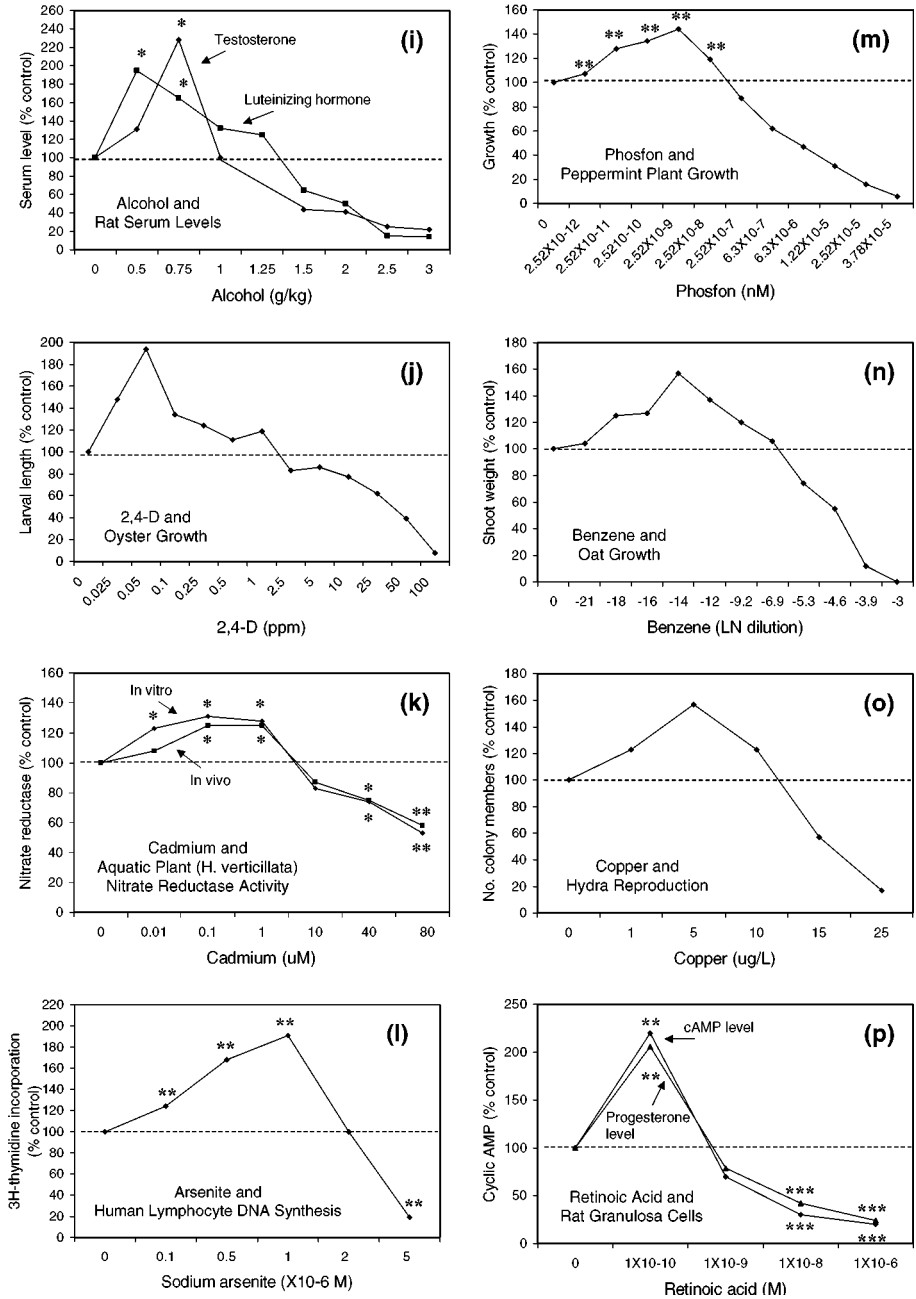 260
240
220
200
180
160
140
120
100
80
60
40
20
0
Serum level (% control)
*
*
*
Testosterone
Luteinizing hormone
(i)
Alcohol and
Rat Serum Levels
0 0.5 0.75 1 1.25 1.5 2 2.5 3
Alcohol (g/kg)
160
140
120
100
80
60
40
20
0
Growth (% control)
** ** ** ** **
(m)
Phosfon and
Peppermint Plant Growth
0 2.52X10-12 2.52X10-11 2.5210-10 2.52X10-9 2.52X10-8 2.52X10-7 6.3X10-7 6.3X10-6 1.22X10-5 2.52X10-5 3.78X10-5
Phosfon (nM)
200
180
160
140
120
100
80
60
40
20
0
Larval length (% control)
(j)
2,4-D and
Oyster Growth
0 0.025 0.05 0.1 0.25 0.5 1 2.5 5 10 25 50 100
2,4-D (ppm)
180
160
140
120
100
80
60
40
20
0
Shoot weight (% control)
(n)
Benzene and
Oat Growth
0 -21 -18 -16 -14 -12 -9.2 -6.9 -5.3 -4.6 -3.9 -3
Benzene (LN dilution)
160
140
120
100
80
60
40
20
0
Nitrate reductase (% control)
In vitro
* * *
* *
In vivo
*
*
**
**
(k)
Cadmium and
Aquatic Plant (H. verticillata)
Nitrate Reductase Activity
0 0.01 0.1 1 10 40 80
Cadmium (uM)
180
160
140
120
100
80
60
40
20
0
No. colony members (% control)
(o)
Copper and
Hydra Reproduction
0 1 5 10 15 25
Copper (ug/L)
220
200
180
160
140
120
100
80
60
40
20
0
3H-thymidine incorporation
(% control)
** ** ** **
(l)
Arsenite and
Human Lymphocyte DNA Synthesis
0 0.1 0.5 1 2 5
Sodium arsenite (X10-6 M)
250
200
150
100
50
0
Cyclic AMP (% control)
**
cAMP level
**
Progesterone
level
(p)
*** ***
*** ***
Retinoic Acid and
Rat Granulosa Cells
0 1X10-10 1X10-9 1X10-8 1X10-6
Retinoic acid (M)